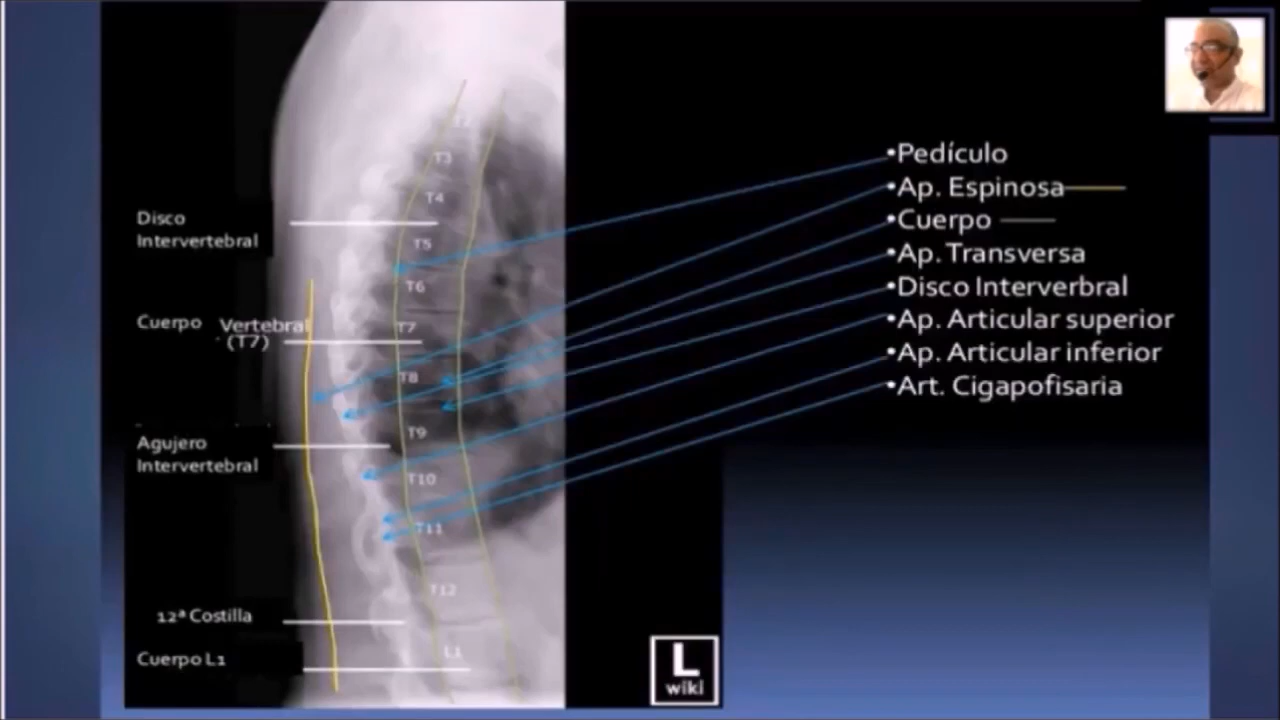 Disco
Intervertebral
Cuerpo Vertebral
(T7)
Agujero
Intervertebral
12ª Costilla
Cuerpo L1
T3
T4
T5
T6
T7
T8
T9
T10
T11
T12
L1
•Pedículo
•Ap. Espinosa
•Cuerpo
•Ap. Transversa
•Disco Interverbral
•Ap. Articular superior
•Ap. Articular inferior
•Art. Cigapofisaria
L
wiki